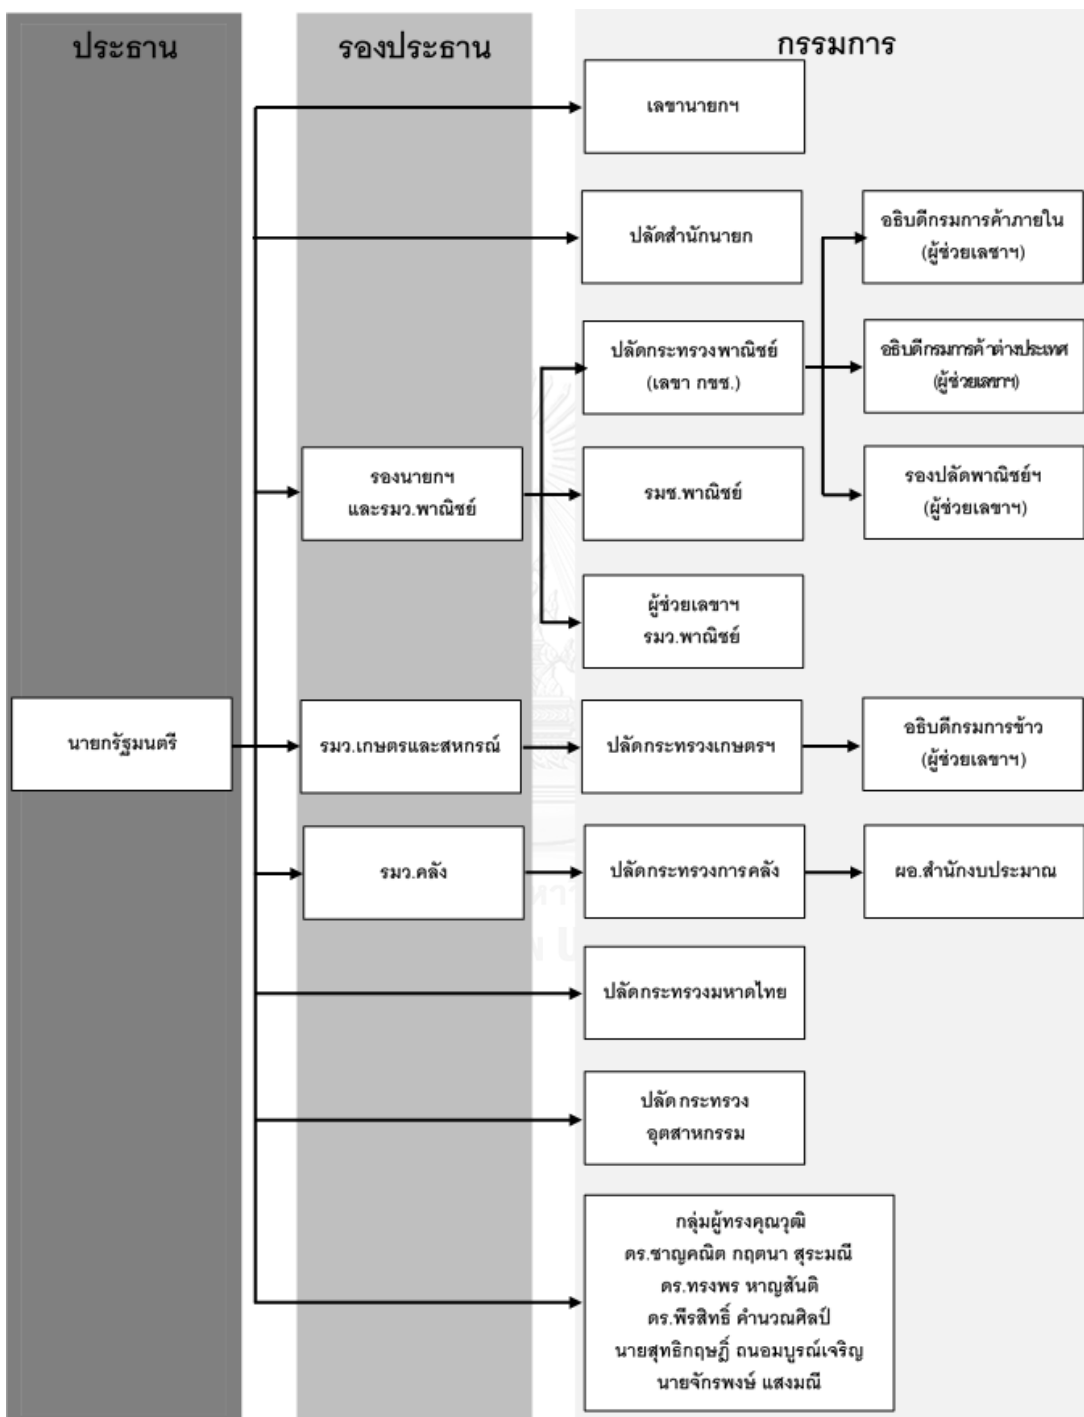 ประธาน
รองประธาน
กรรมการ
เลขานายกฯ
ปลัดสำนักนายก
อธิบดีกรมการค้าภายใน
(ผู้ช่วยเลขาฯ)
ปลัดกระทรวงพาณิชย์
(เลขา กขช.)
อธิบดีกรมการค้าต่างประเทศ
(ผู้ช่วยเลขาฯ)
รองนายกฯ
และรมว.พาณิชย์
รมช.พาณิชย์
รองปลัดพาณิชย์ฯ
(ผู้ช่วยเลขาฯ)
ผู้ช่วยเลขาฯ
รมว.พาณิชย์
นายกรัฐมนตรี
รมว.เกษตรและสหกรณ์
ปลัดกระทรวงเกษตรฯ
อธิบดีกรมการข้าว
(ผู้ช่วยเลขาฯ)
รมว.คลัง
ปลัดกระทรวงการคลัง
ผอ.สำนักงบประมาณ
ปลัดกระทรวงมหาดไทย
ปลัดกระทรวง
อุตสาหกรรม
กลุ่มผู้ทรงคุณวุฒิ
ดร.ชาญคณิต กฤตนา สุระมณี
ดร.ทรงพร หาญสันติ
ดร.พีรสิทธิ์ คำนวณศิลป์
นายสุทธิกฤษฎิ์ ถนอมบูรณ์เจริญ
นายจักรพงษ์ แสงมณี